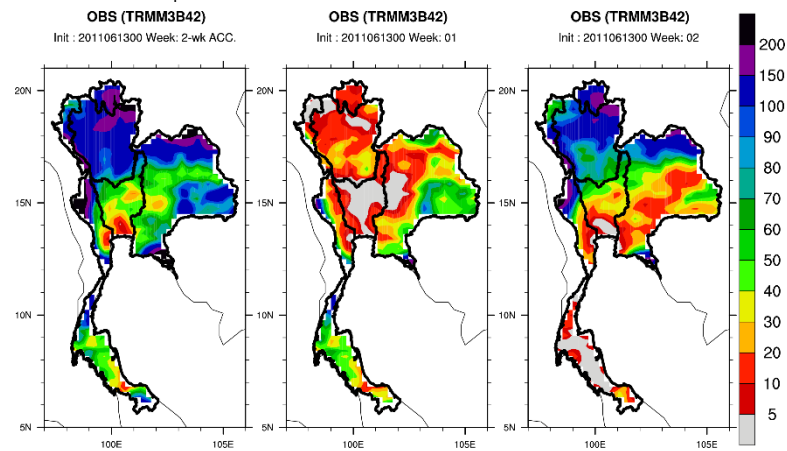 OBS (TRMM3B42)
Init : 2011061300 Week: 2-wk ACC.
20N
15N
10N
5N
100E
105E
OBS (TRMM3B42)
Init : 2011061300 Week: 01
20N
15N
10N
5N
100E
105E
OBS (TRMM3B42)
Init : 2011061300 Week: 02
20N
15N
10N
5N
100E
105E
200
150
100
90
80
70
60
50
40
30
20
10
5